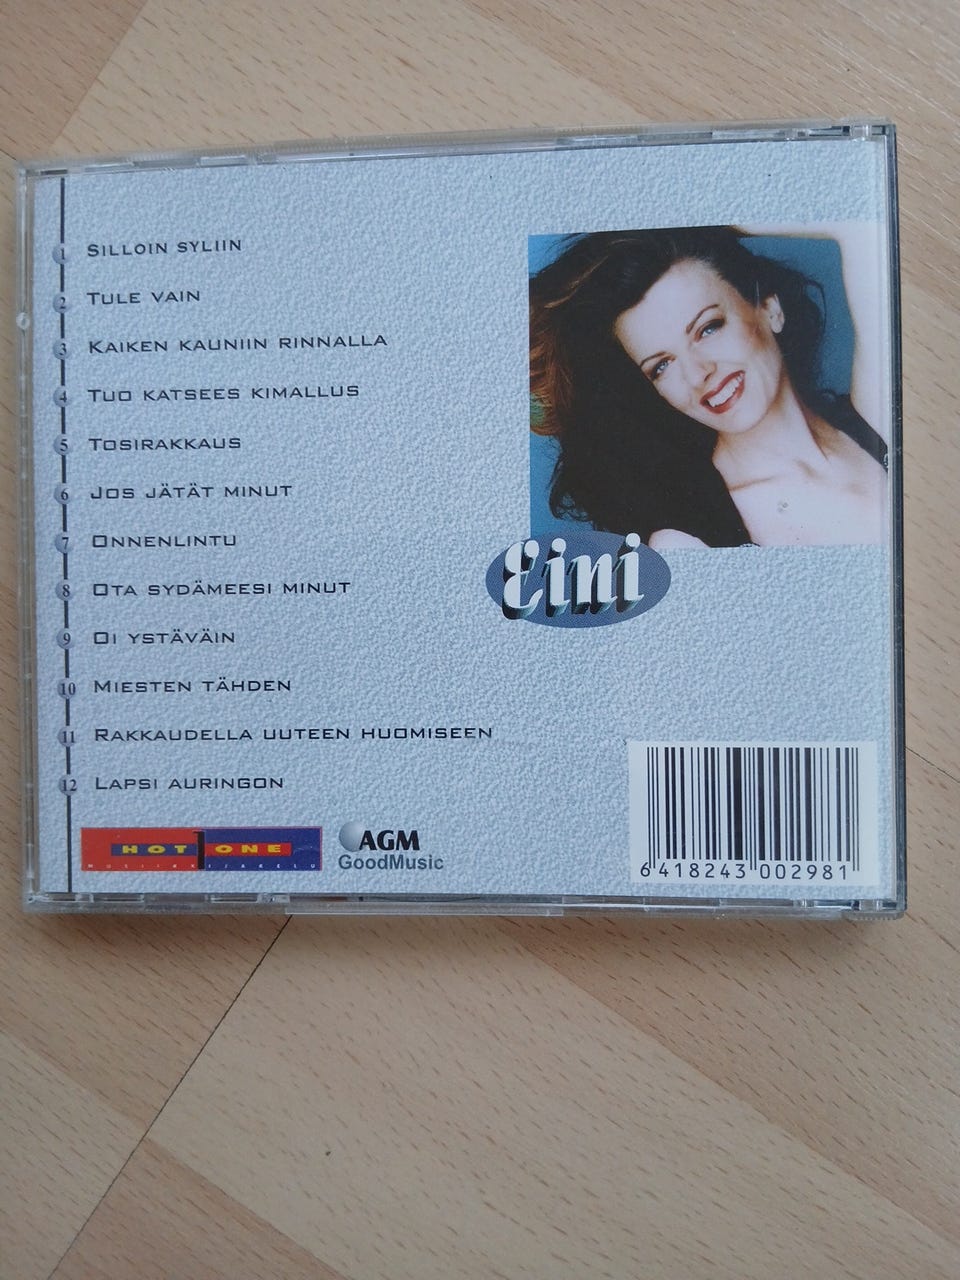 1 Silloin syliin
2 Tule vain
3 Kaiken kauniin rinnalla
4 Tuo katsees kimallus
5 Tosirakkaus
6 Jos jätät minut
7 Onnenlintu
8 Ota sydämeesi minut
9 Oi ystäväin
10 Miesten tähden
11 Rakkaudella uuteen huomiseen
12 Lapsi auringon
Eini
HOT ONE
MUSIIKKIJAKELU
AGM
GoodMusic
6 418243 002981